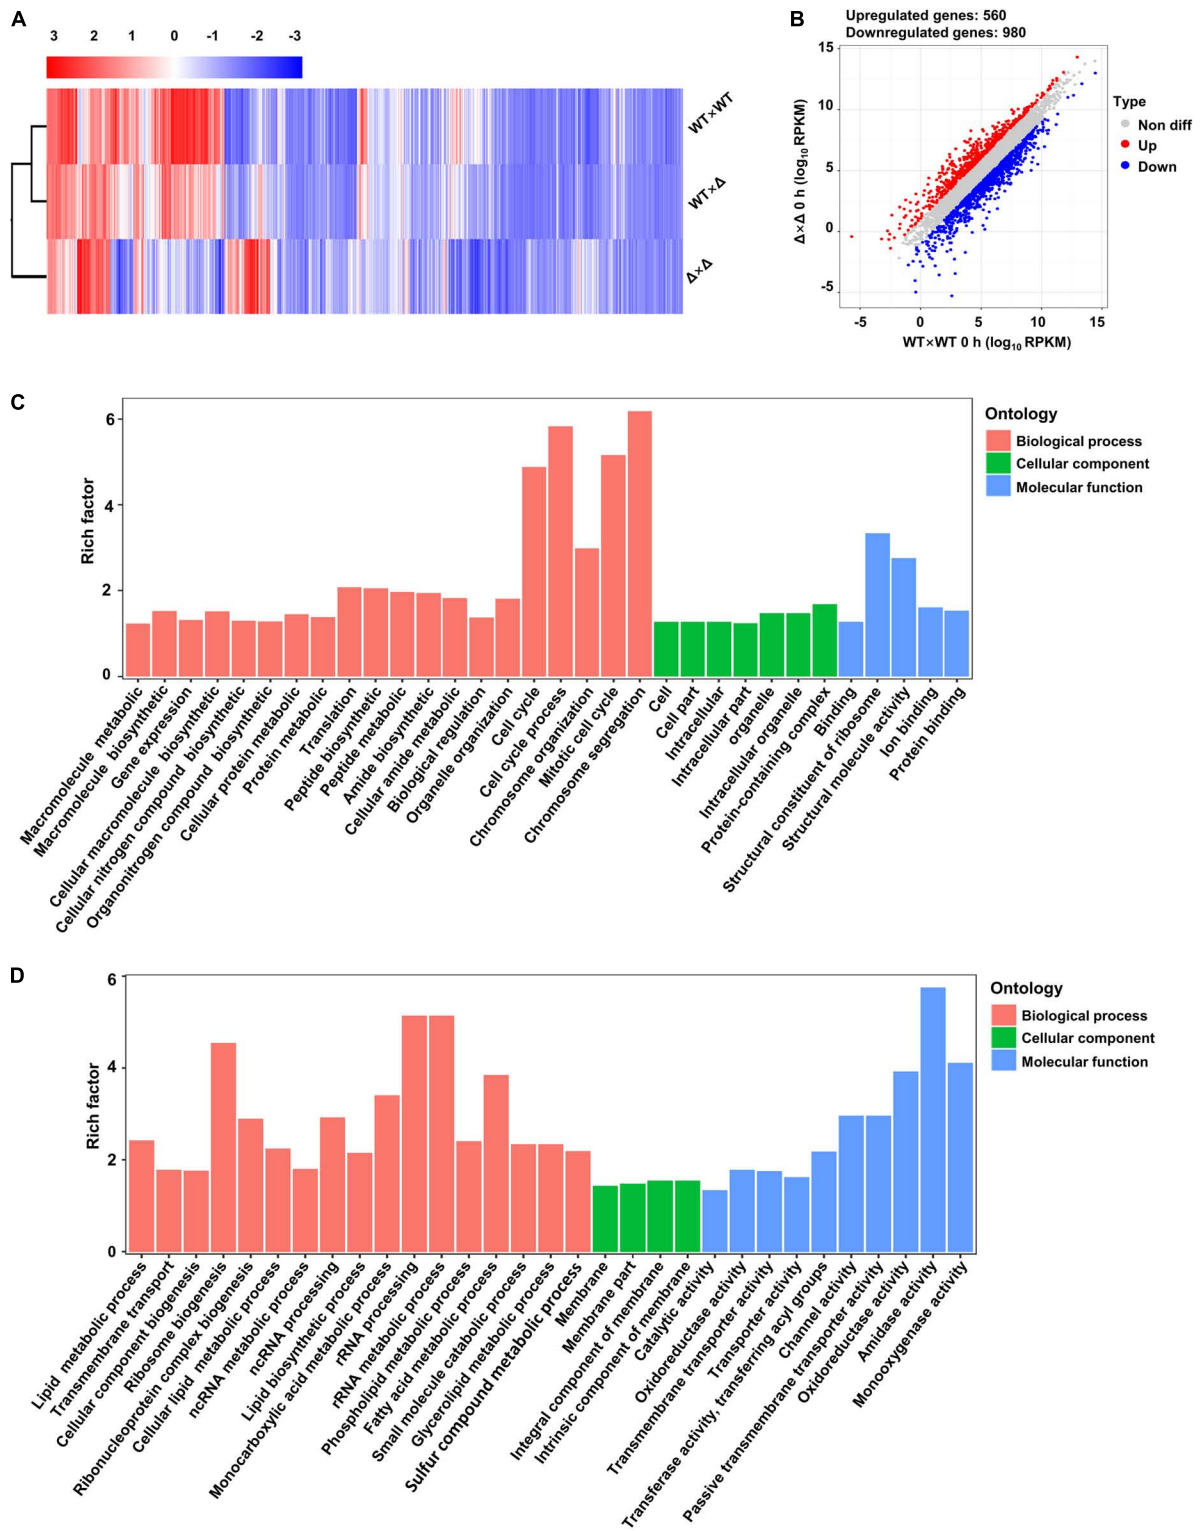 A
3 2 1 0 -1 -2 -3
WT×WT
WT×Δ
Δ×Δ
B
Upregulated genes: 560
Downregulated genes: 980
15
10
5
0
-5
Δ×Δ 0 h (log10 RPKM)
-5 0 5 10 15
WT×WT 0 h (log10 RPKM)
Type
Non diff
Up
Down
C
6
4
2
0
Rich factor
Ontology
Biological process
Cellular component
Molecular function
Macromolecule metabolic
Macromolecule biosynthetic
Gene expression
Cellular macromolecule biosynthetic
Cellular nitrogen compound biosynthetic
Organonitrogen compound biosynthetic
Cellular protein metabolic
Protein metabolic
Translation
Peptide biosynthetic
Peptide metabolic
Amide biosynthetic
Cellular amide metabolic
Biological regulation
Organelle organization
Cell cycle
Cell cycle process
Chromosome organization
Mitotic cell cycle
Chromosome segregation
Cell
Cell part
Intracellular
Intracellular part
organelle
Intracellular organelle
Protein-containing complex
Binding
Structural constituent of ribosome
Structural molecule activity
Ion binding
Protein binding
D
6
4
2
0
Rich factor
Ontology
Biological process
Cellular component
Molecular function
Lipid metabolic process
Transmembrane transport
Cellular component biogenesis
Ribosome biogenesis
Ribonucleoprotein complex biogenesis
Cellular lipid metabolic process
ncRNA metabolic process
ncRNA processing
Lipid biosynthetic process
Monocarboxylic acid metabolic process
rRNA processing
rRNA metabolic process
Phospholipid metabolic process
Fatty acid metabolic process
Small molecule catabolic process
Glycerolipid metabolic process
Sulfur compound metabolic process
Membrane
Membrane part
Integral component of membrane
Intrinsic component of membrane
Catalytic activity
Oxidoreductase activity
Transmembrane transporter activity
Transporter activity
Transferase activity, transferring acyl groups
Channel activity
Passive transmembrane transporter activity
Oxidoreductase activity
Amidase activity
Monooxygenase activity